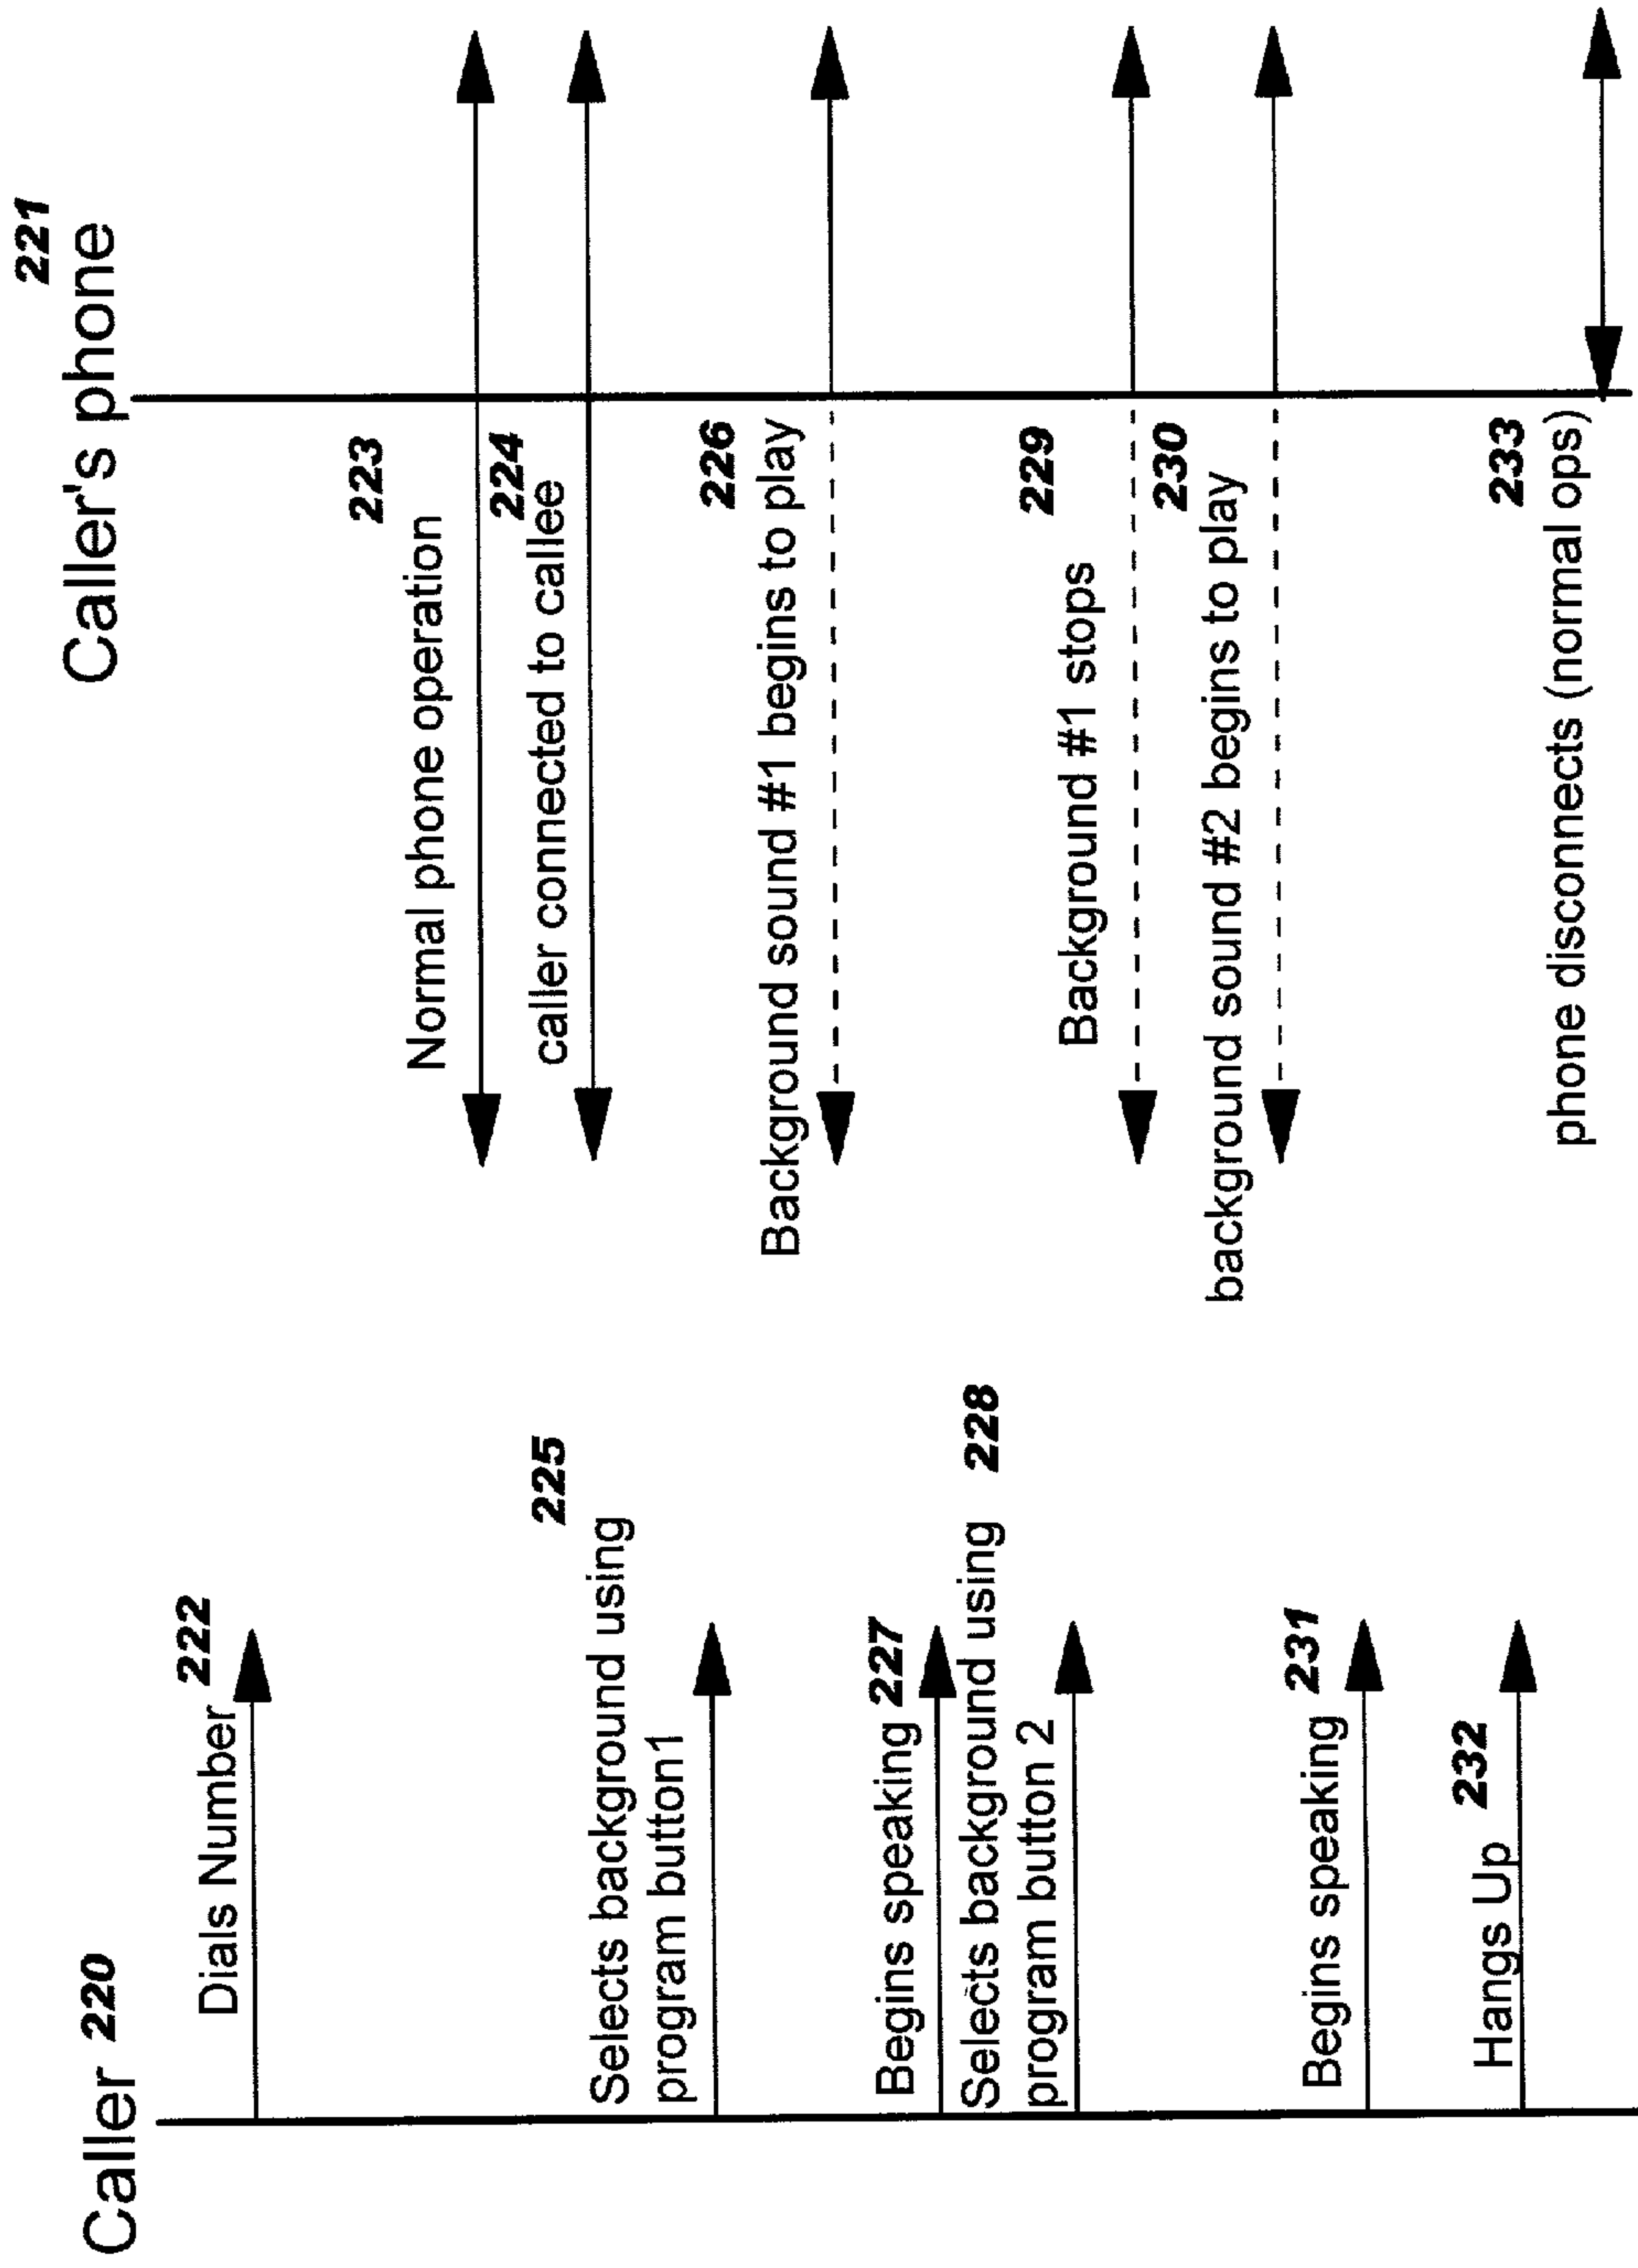 Caller 220
Caller's phone
221
Dials Number
222
Normal phone operation
223
caller connected to callee
224
Selects background using
program button1
225
Background sound #1 begins to play
226
Begins speaking 227
Selects background using 228
program button 2
Background #1 stops
229
background sound #2 begins to play
230
Begins speaking
231
Hangs Up
232
phone disconnects (normal ops)
233